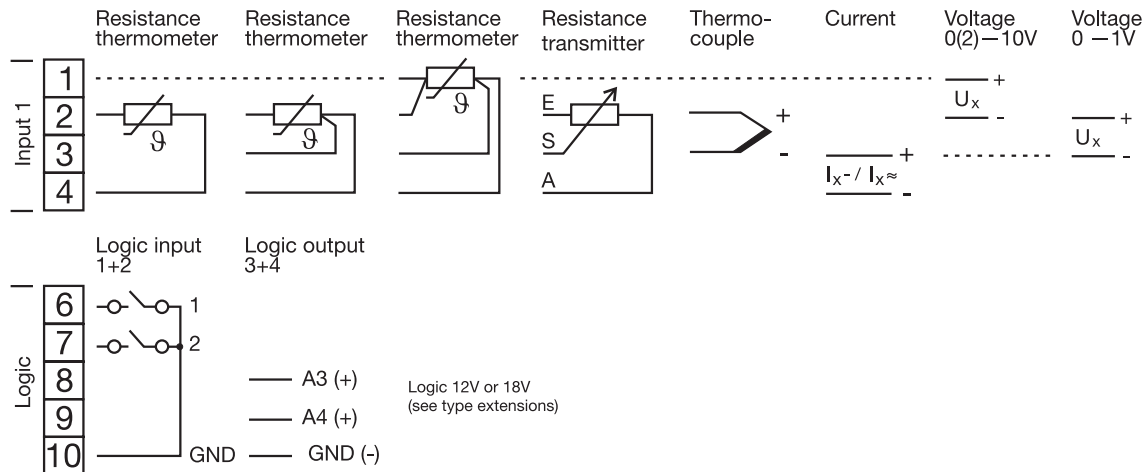 Resistance thermometer
Resistance thermometer
Resistance thermometer
Resistance transmitter
Thermo-couple
Current
Voltage 0(2)—10V
Voltage 0 —1V
Input 1
1
+
Ux
2
ϑ
ϑ
ϑ
E
+
-
+
3
S
-
+
Ux
-
4
A
Ix- / Ix≈
-
Logic input 1+2
Logic output 3+4
Logic
6
1
7
2
8
A3 (+)
Logic 12V or 18V
(see type extensions)
9
A4 (+)
10
GND
GND (-)